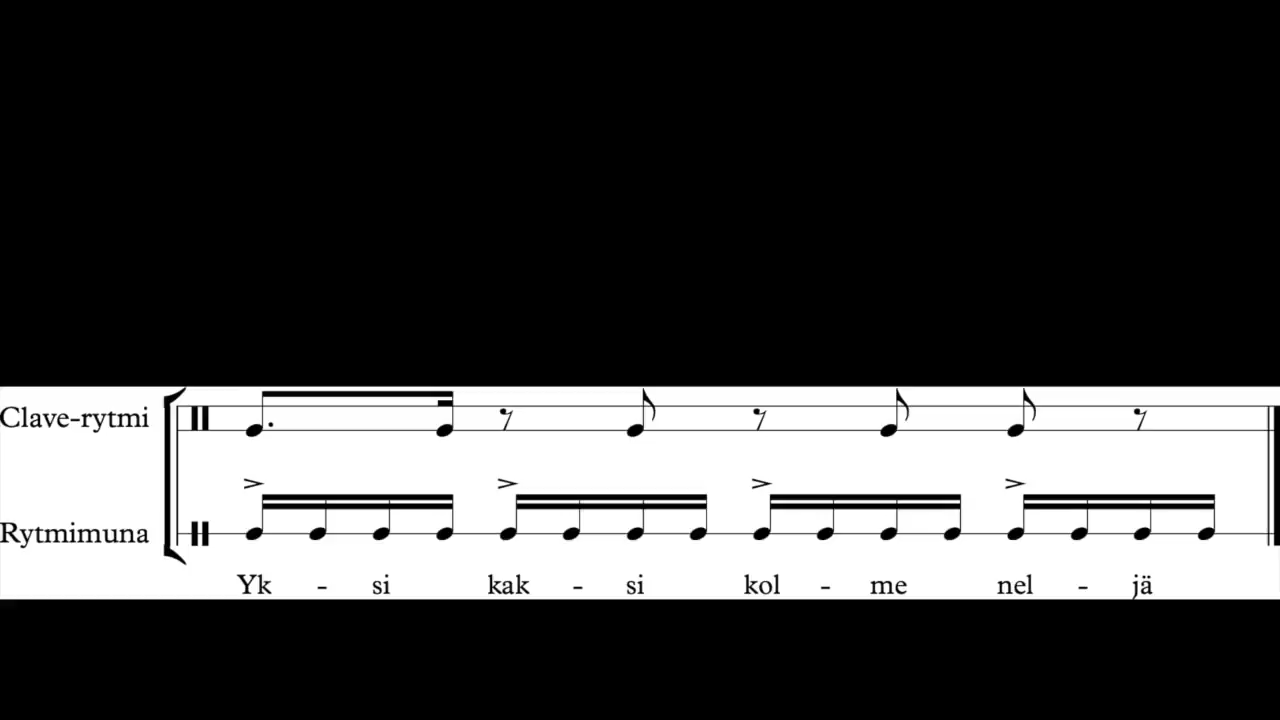 Clave-rytmi
Rytmimuna
Yk - si kak - si kol - me nel - jä